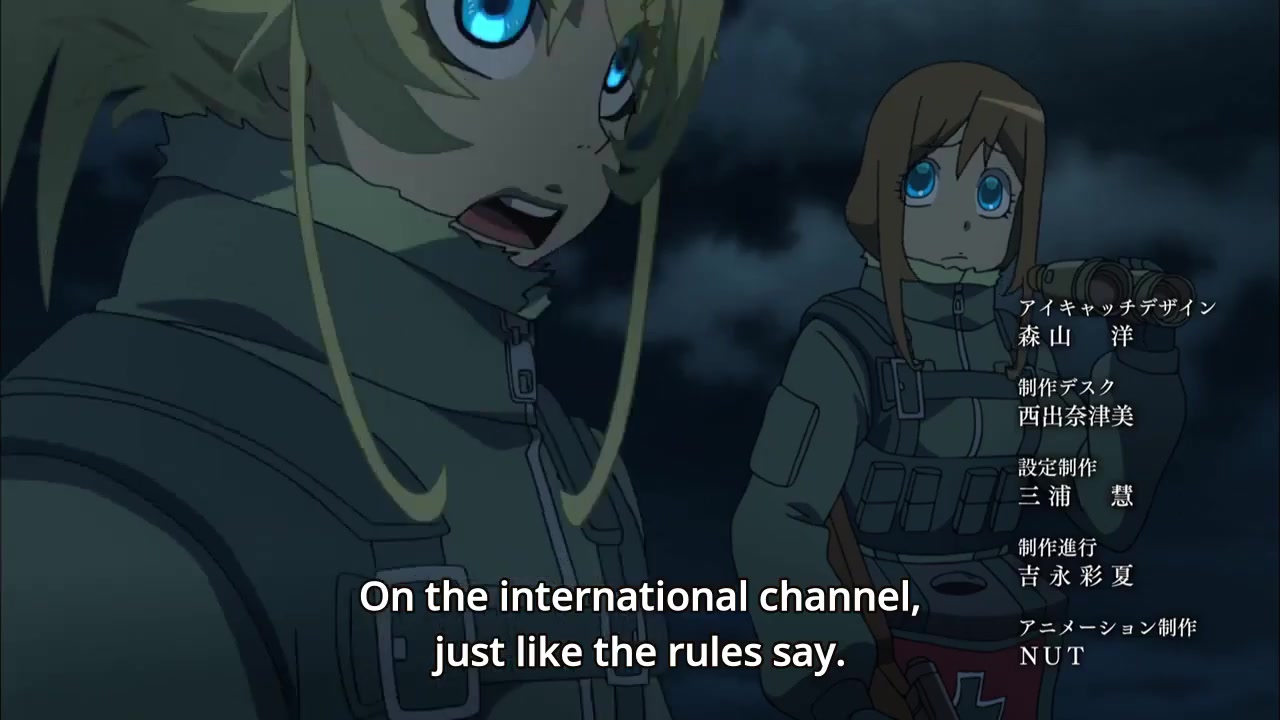 アイキャッチデザイン
森山 洋
制作デスク
西出奈津美
設定制作
三浦 慧
制作進行
吉永彩夏
アニメーション制作
NUT
On the international channel,
just like the rules say.